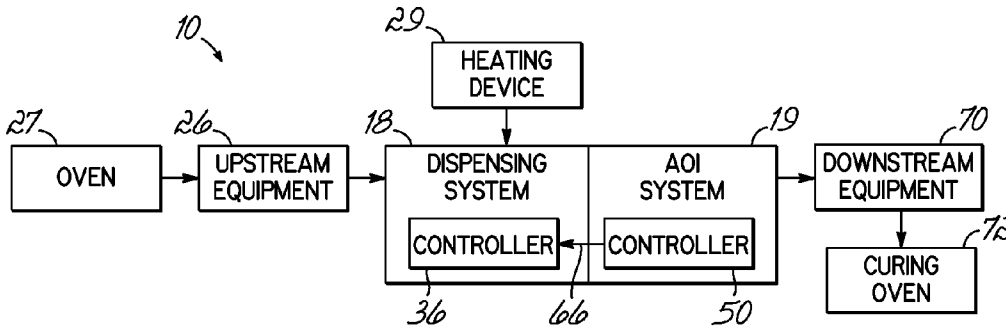 10
29
HEATING
DEVICE
27
OVEN
26
UPSTREAM
EQUIPMENT
18
DISPENSING
SYSTEM
CONTROLLER
36
66
19
AOI
SYSTEM
CONTROLLER
50
70
DOWNSTREAM
EQUIPMENT
72
CURING
OVEN